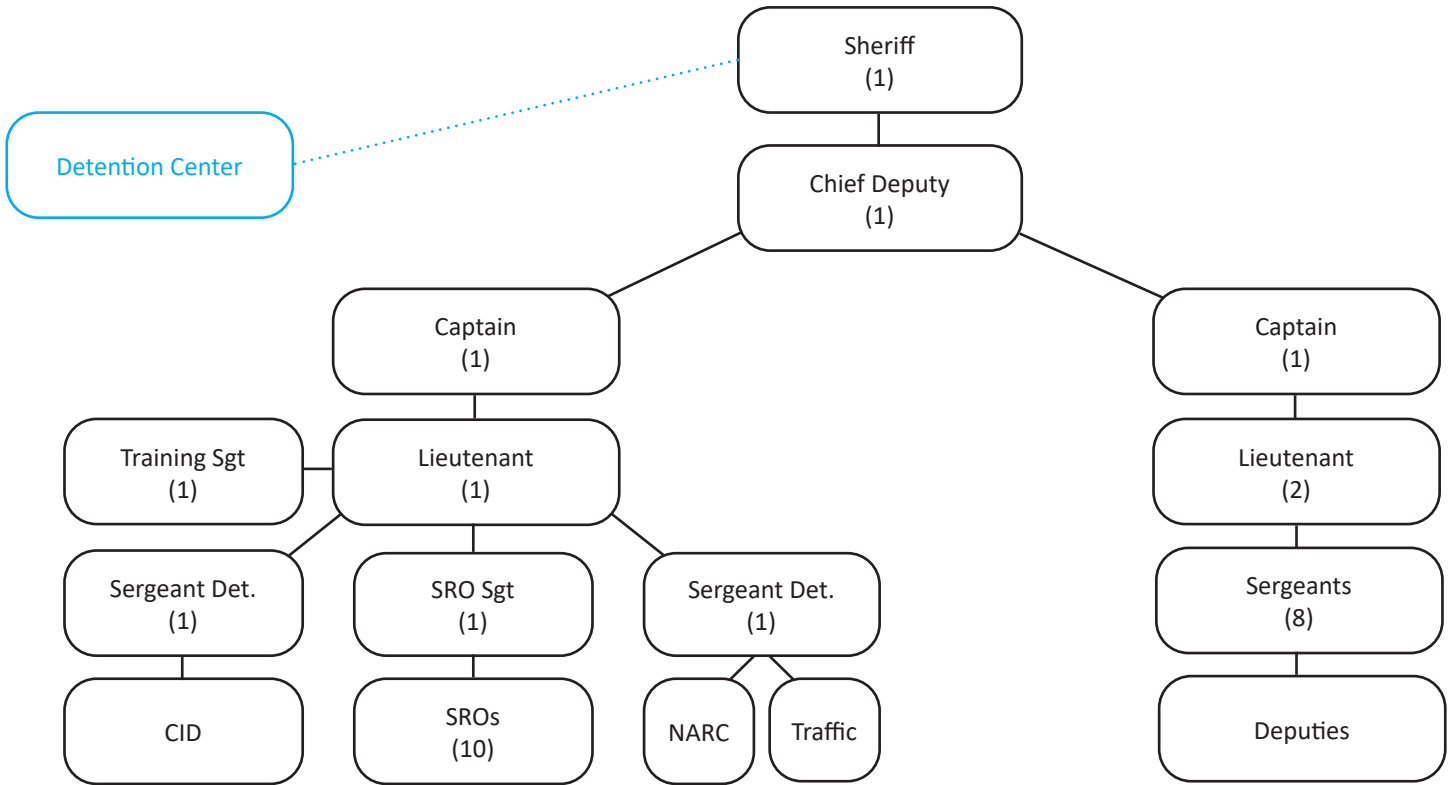 Sheriff
(1)
Detention Center
Chief Deputy
(1)
Captain
(1)
Captain
(1)
Training Sgt
(1)
Lieutenant
(1)
Lieutenant
(2)
Sergeant Det.
(1)
SRO Sgt
(1)
Sergeant Det.
(1)
Sergeants
(8)
CID
SROs
(10)
NARC
Traffic
Deputies